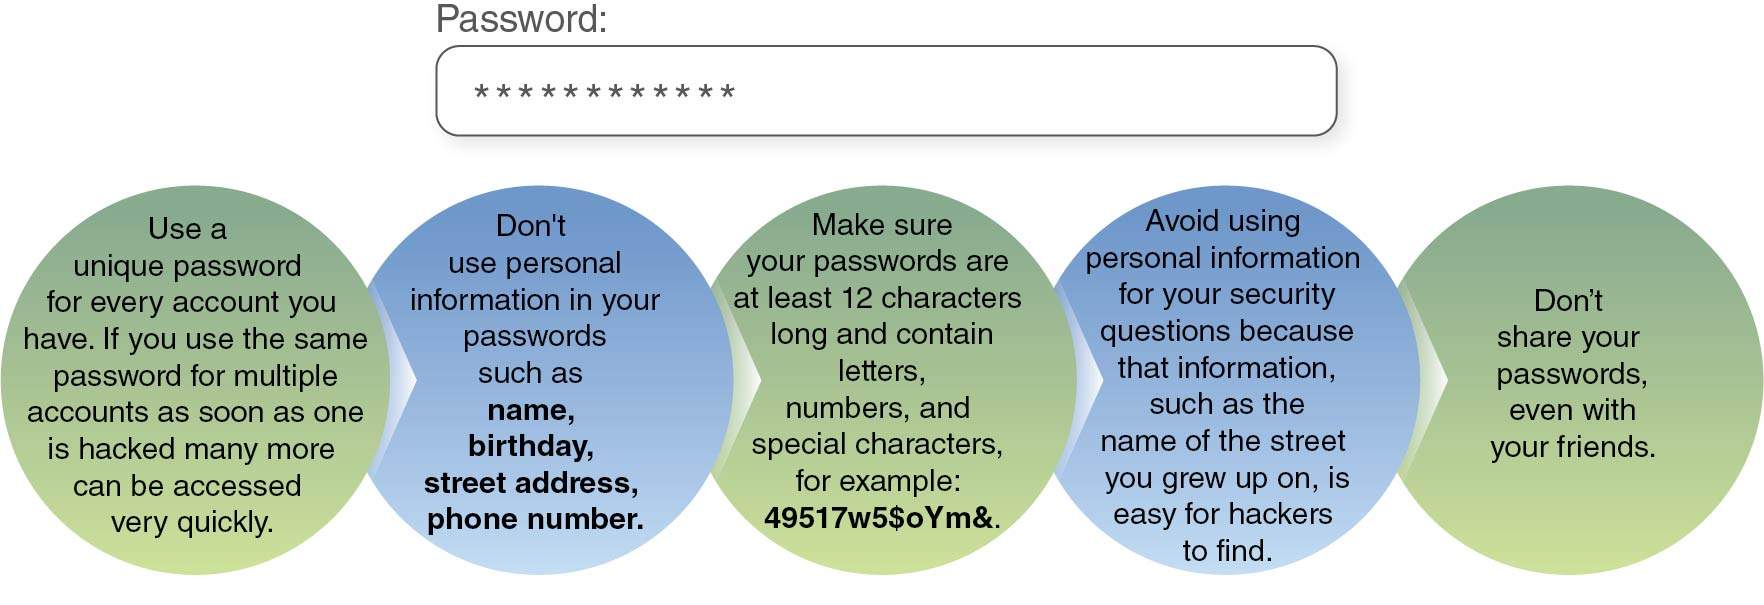 Password:
************
Use a
unique password
for every account you
have. If you use the same
password for multiple
accounts as soon as one
is hacked many more
can be accessed
very quickly.
Don't
use personal
information in your
passwords
such as
name,
birthday,
street address,
phone number.
Make sure
your passwords are
at least 12 characters
long and contain
letters,
numbers, and
special characters,
for example:
49517w5$oYm&.
Avoid using
personal information
for your security
questions because
that information,
such as the
name of the street
you grew up on, is
easy for hackers
to find.
Don’t
share your
passwords,
even with
your friends.